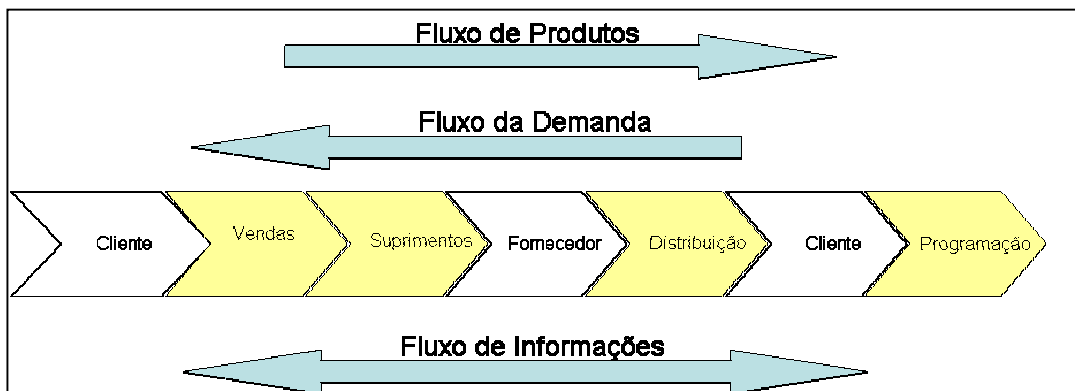 Fluxo de Produtos
Fluxo da Demanda
Cliente
Vendas
Suprimentos
Fornecedor
Distribuição
Cliente
Programação
Fluxo de Informações